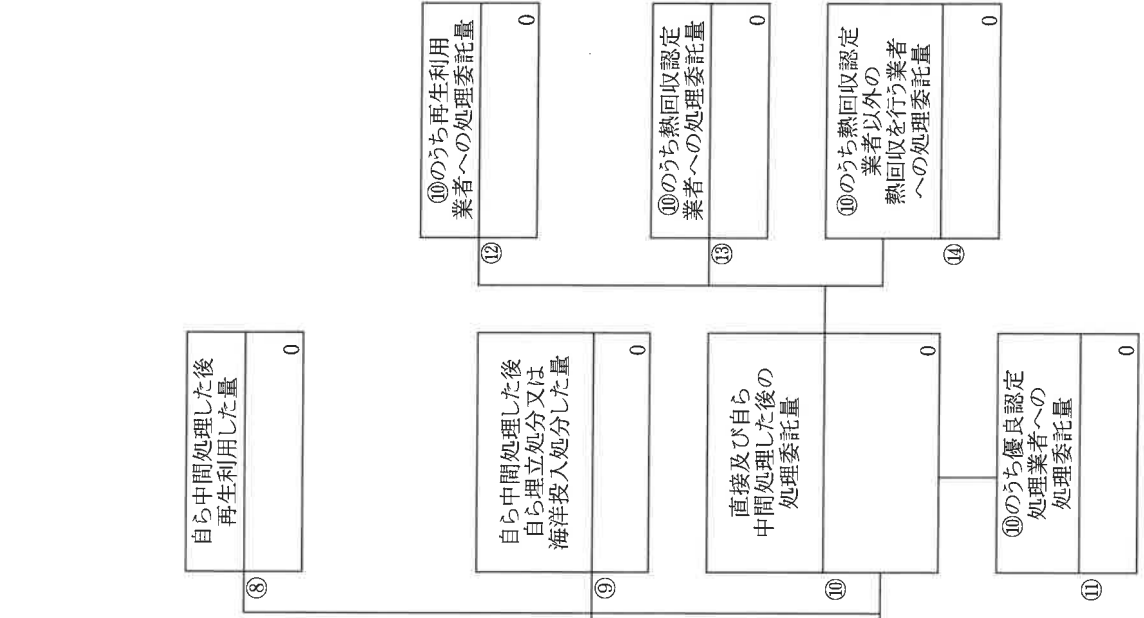 ⑧
自ら中間処理した後
再生利用した量
0
⑨
自ら中間処理した後
自ら埋立処分又は
海洋投入処分した量
0
⑩
直接及び自ら
中間処理した後の
処理委託量
0
⑪
⑩のうち優良認定
処理業者への
処理委託量
0
⑫
⑩のうち再生利用
業者への処理委託量
0
⑬
⑩のうち熱回収認定
業者への処理委託量
0
⑭
⑩のうち熱回収認定
業者以外の
熱回収を行う業者
への処理委託量
0